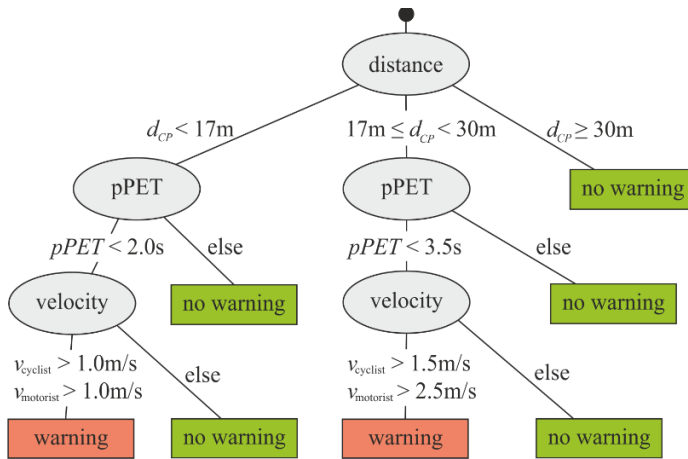 distance
d_CP < 17m
17m ≤ d_CP < 30m
d_CP ≥ 30m
pPET
pPET
no warning
pPET < 2.0s
else
pPET < 3.5s
else
velocity
no warning
velocity
no warning
v_cyclist > 1.0m/s
v_motorist > 1.0m/s
else
v_cyclist > 1.5m/s
v_motorist > 2.5m/s
else
warning
no warning
warning
no warning